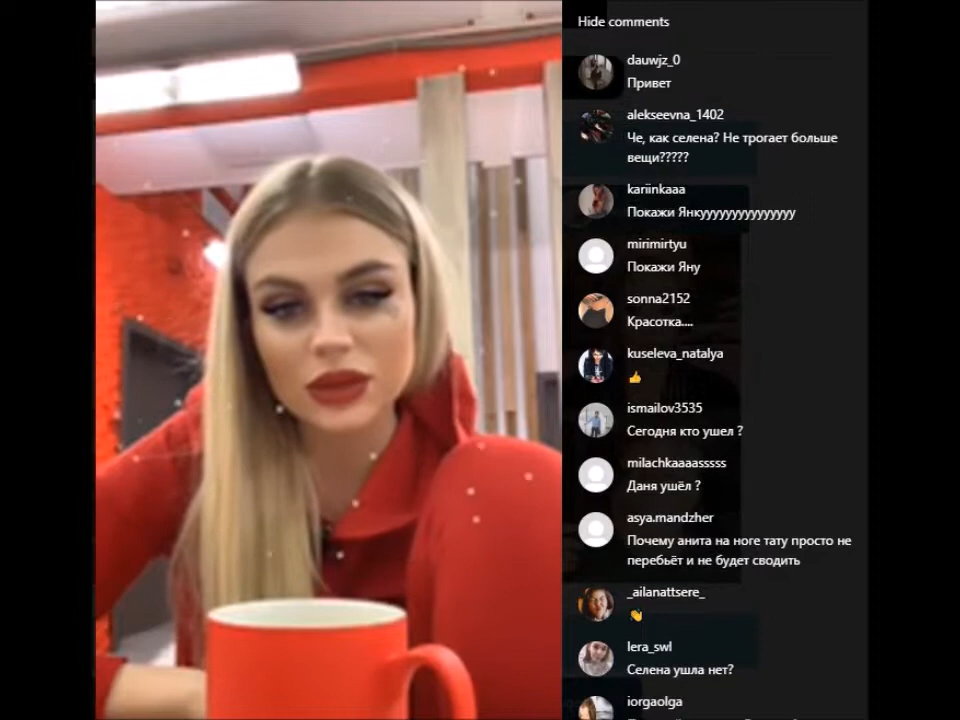 Hide comments
dauwjz_0
Привет
alekseevna_1402
Че, как селена? Не трогает больше
вещи?????
kariinkaaa
Покажи Янкууууууууууууууу
mirimirtyu
Покажи Яну
sonna2152
Красотка....
kuseleva_natalya
👍
ismailov3535
Сегодня кто ушел ?
milachkaaaasssss
Даня ушёл ?
asya.mandzher
Почему анита на ноге тату просто не
перебьёт и не будет сводить
_ailanattsere_
👏
lera_swl
Селена ушла нет?
iorgaolga